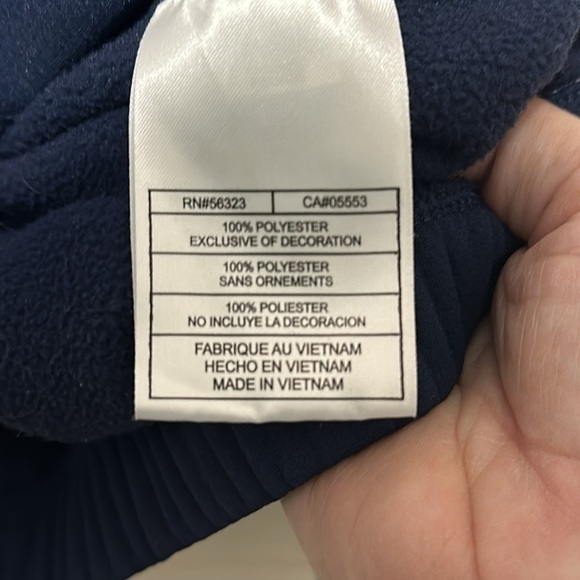 RN#56323 CA#05553
100% POLYESTER
EXCLUSIVE OF DECORATION
100% POLYESTER
SANS ORNEMENTS
100% POLIESTER
NO INCLUYE LA DECORACION
FABRIQUE AU VIETNAM
HECHO EN VIETNAM
MADE IN VIETNAM